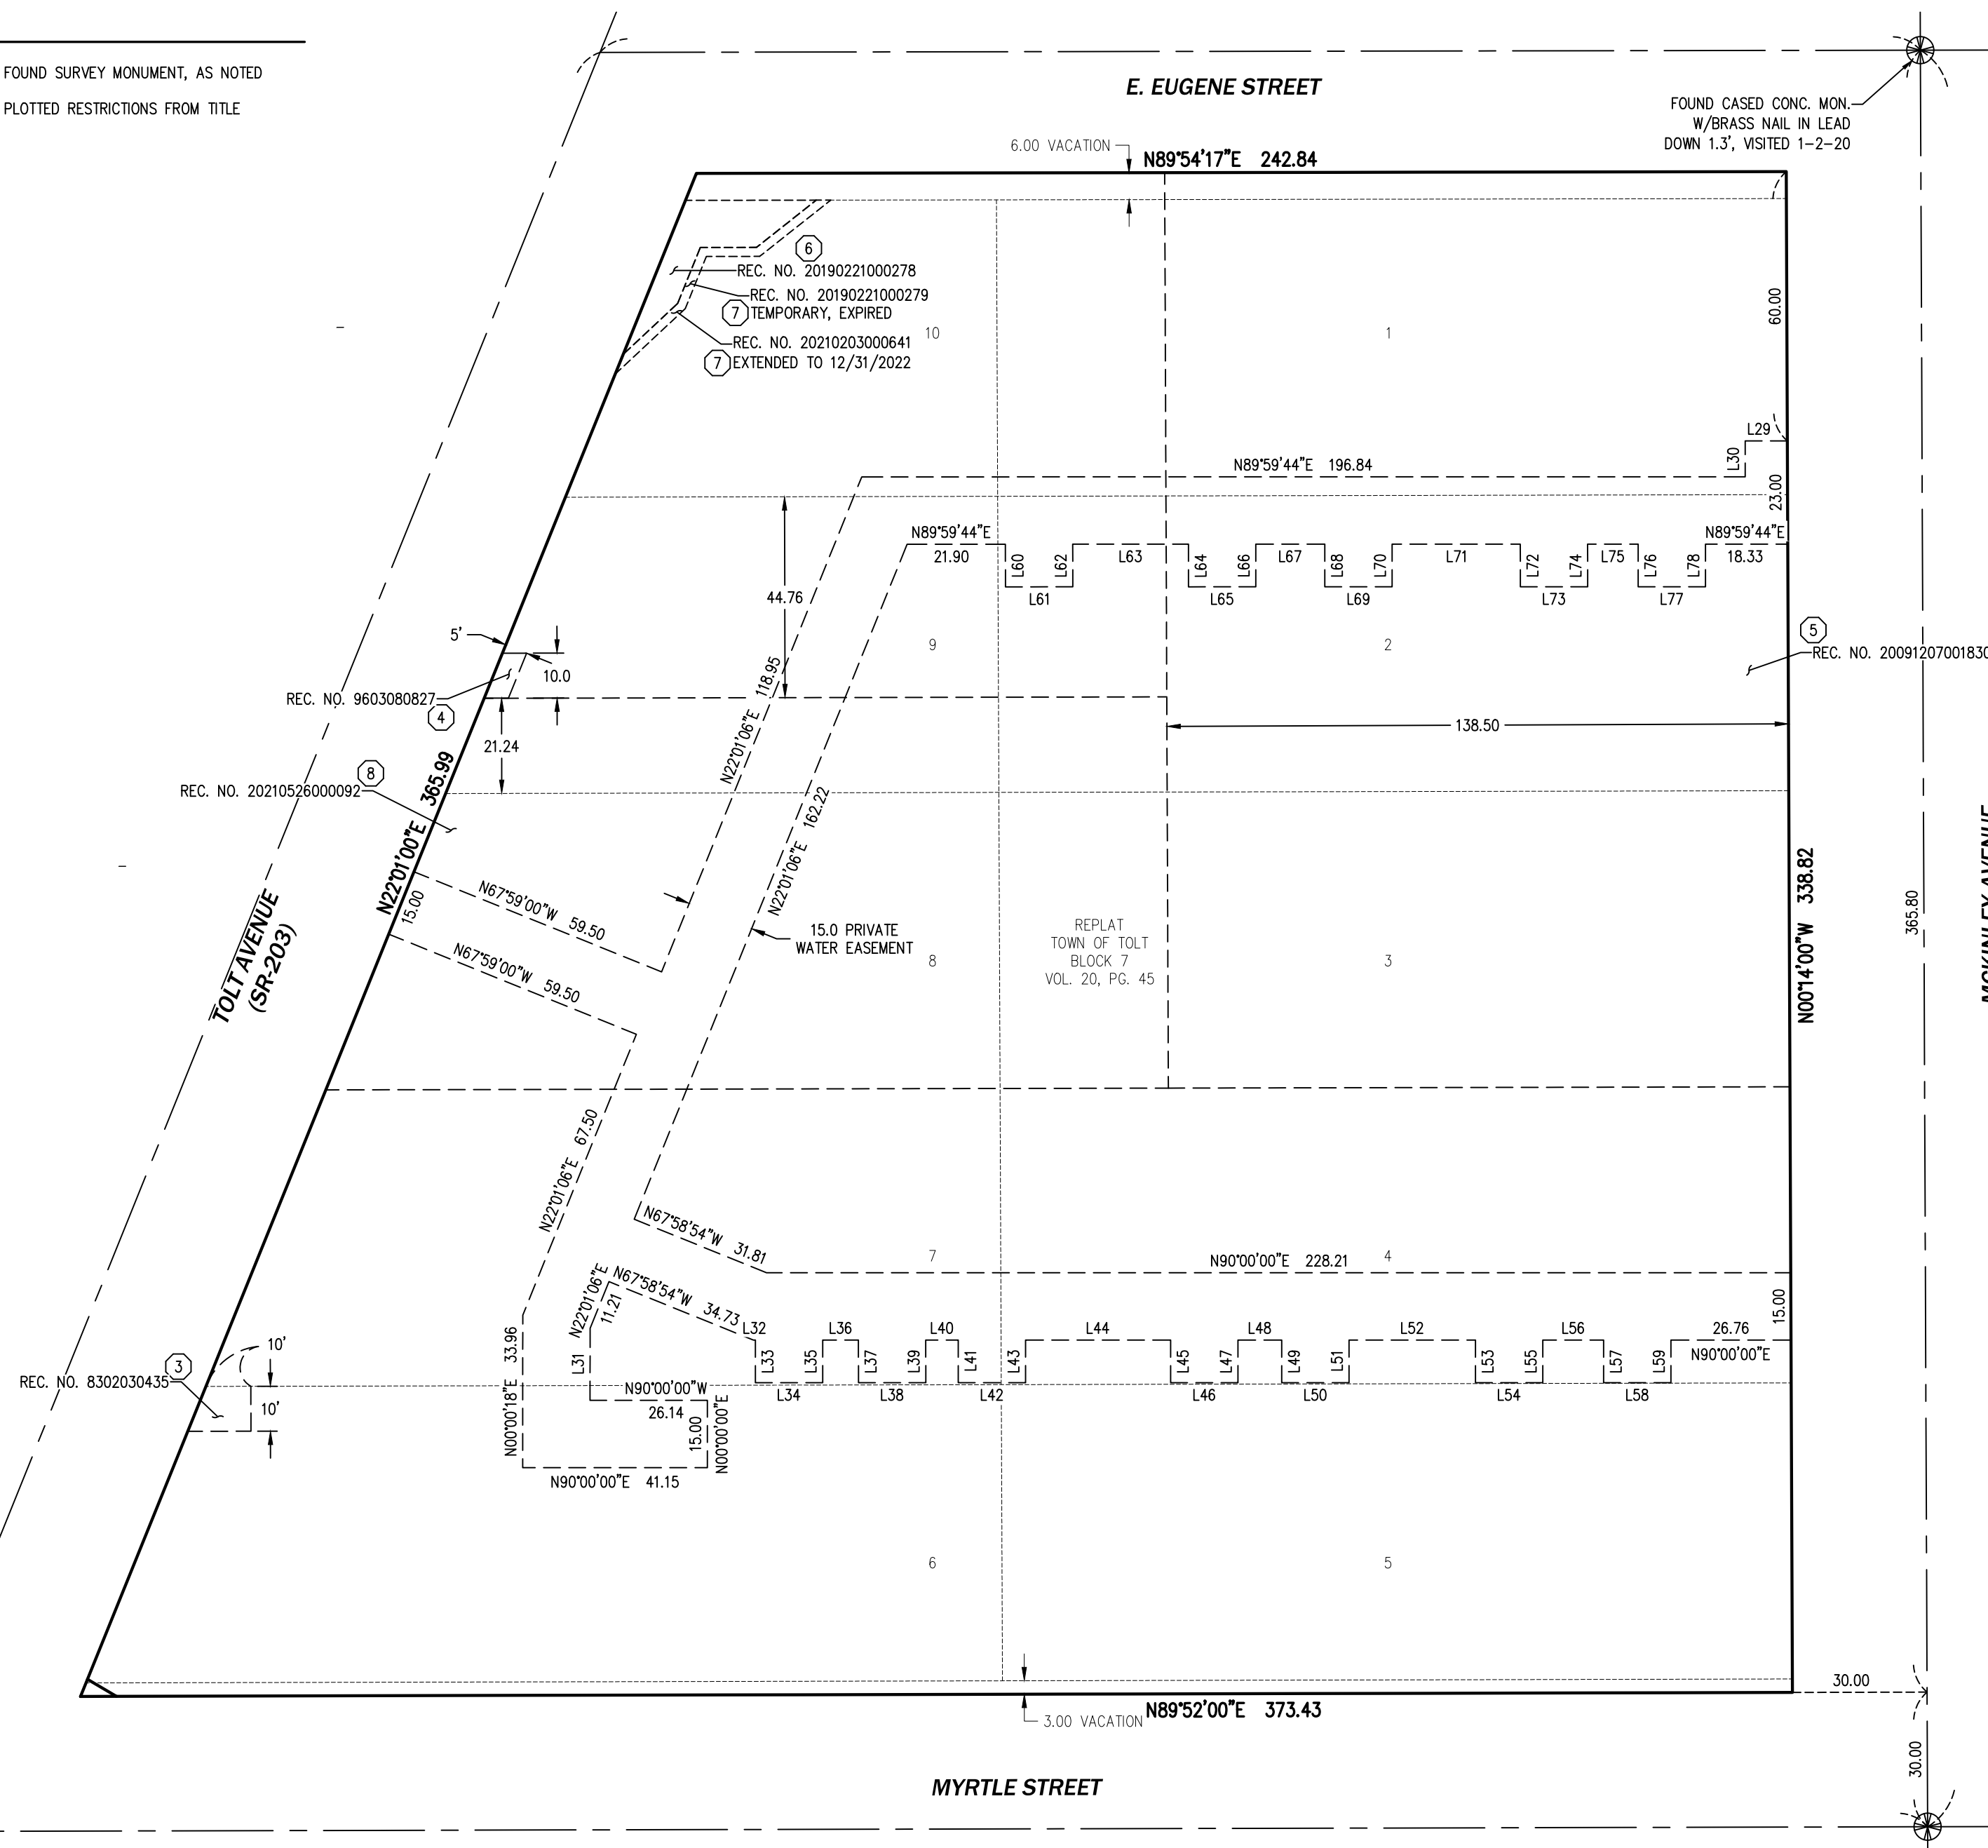 FOUND SURVEY MONUMENT, AS NOTED
PLOTTED RESTRICTIONS FROM TITLE
E. EUGENE STREET
FOUND CASED CONC. MON.
W/BRASS NAIL IN LEAD
DOWN 1.3', VISITED 1-2-20
6.00 VACATION
N89°54'17"E 242.84
6
REC. NO. 20190221000278
REC. NO. 20190221000279
7 TEMPORARY, EXPIRED
REC. NO. 20210203000641
7 EXTENDED TO 12/31/2022
10
1
60.00
L29
L30
N89°59'44"E 196.84
23.00
N89°59'44"E
21.90
L60
L61
L62
L63
L64
L65
L66
L67
L68
L69
L70
L71
L72
L73
L74
L75
L76
L77
L78
N89°59'44"E
18.33
44.76
5'
10.0
REC. NO. 9603080827
4
21.24
9
2
5
REC. NO. 20091207001830
138.50
N22°01'06"E 118.95
N22°01'06"E 162.22
8
REC. NO. 20210526000092
N22°01'00"E 365.99
15.00
N67°59'00"W 59.50
N67°59'00"W 59.50
15.0 PRIVATE
WATER EASEMENT
REPLAT
TOWN OF TOLT
BLOCK 7
VOL. 20, PG. 45
8
3
N00°14'00"W 338.82
365.80
MCKINLEY AVENUE
TOLT AVENUE
(SR-203)
N22°01'06"E 67.50
N67°58'54"W 31.81
7
4
N90°00'00"E 228.21
15.00
N22°01'06"E
11.21
N67°58'54"W 34.73
N00°00'18"E 33.96
L31
L32
L33
L34
L35
L36
L37
L38
L39
L40
L41
L42
L43
L44
L45
L46
L47
L48
L49
L50
L51
L52
L53
L54
L55
L56
L57
L58
L59
26.76
N90°00'00"E
10'
3
REC. NO. 8302030435
10'
N90°00'00"W
26.14
15.00
N00°00'00"E
N90°00'00"E 41.15
6
5
30.00
3.00 VACATION
N89°52'00"E 373.43
30.00
MYRTLE STREET